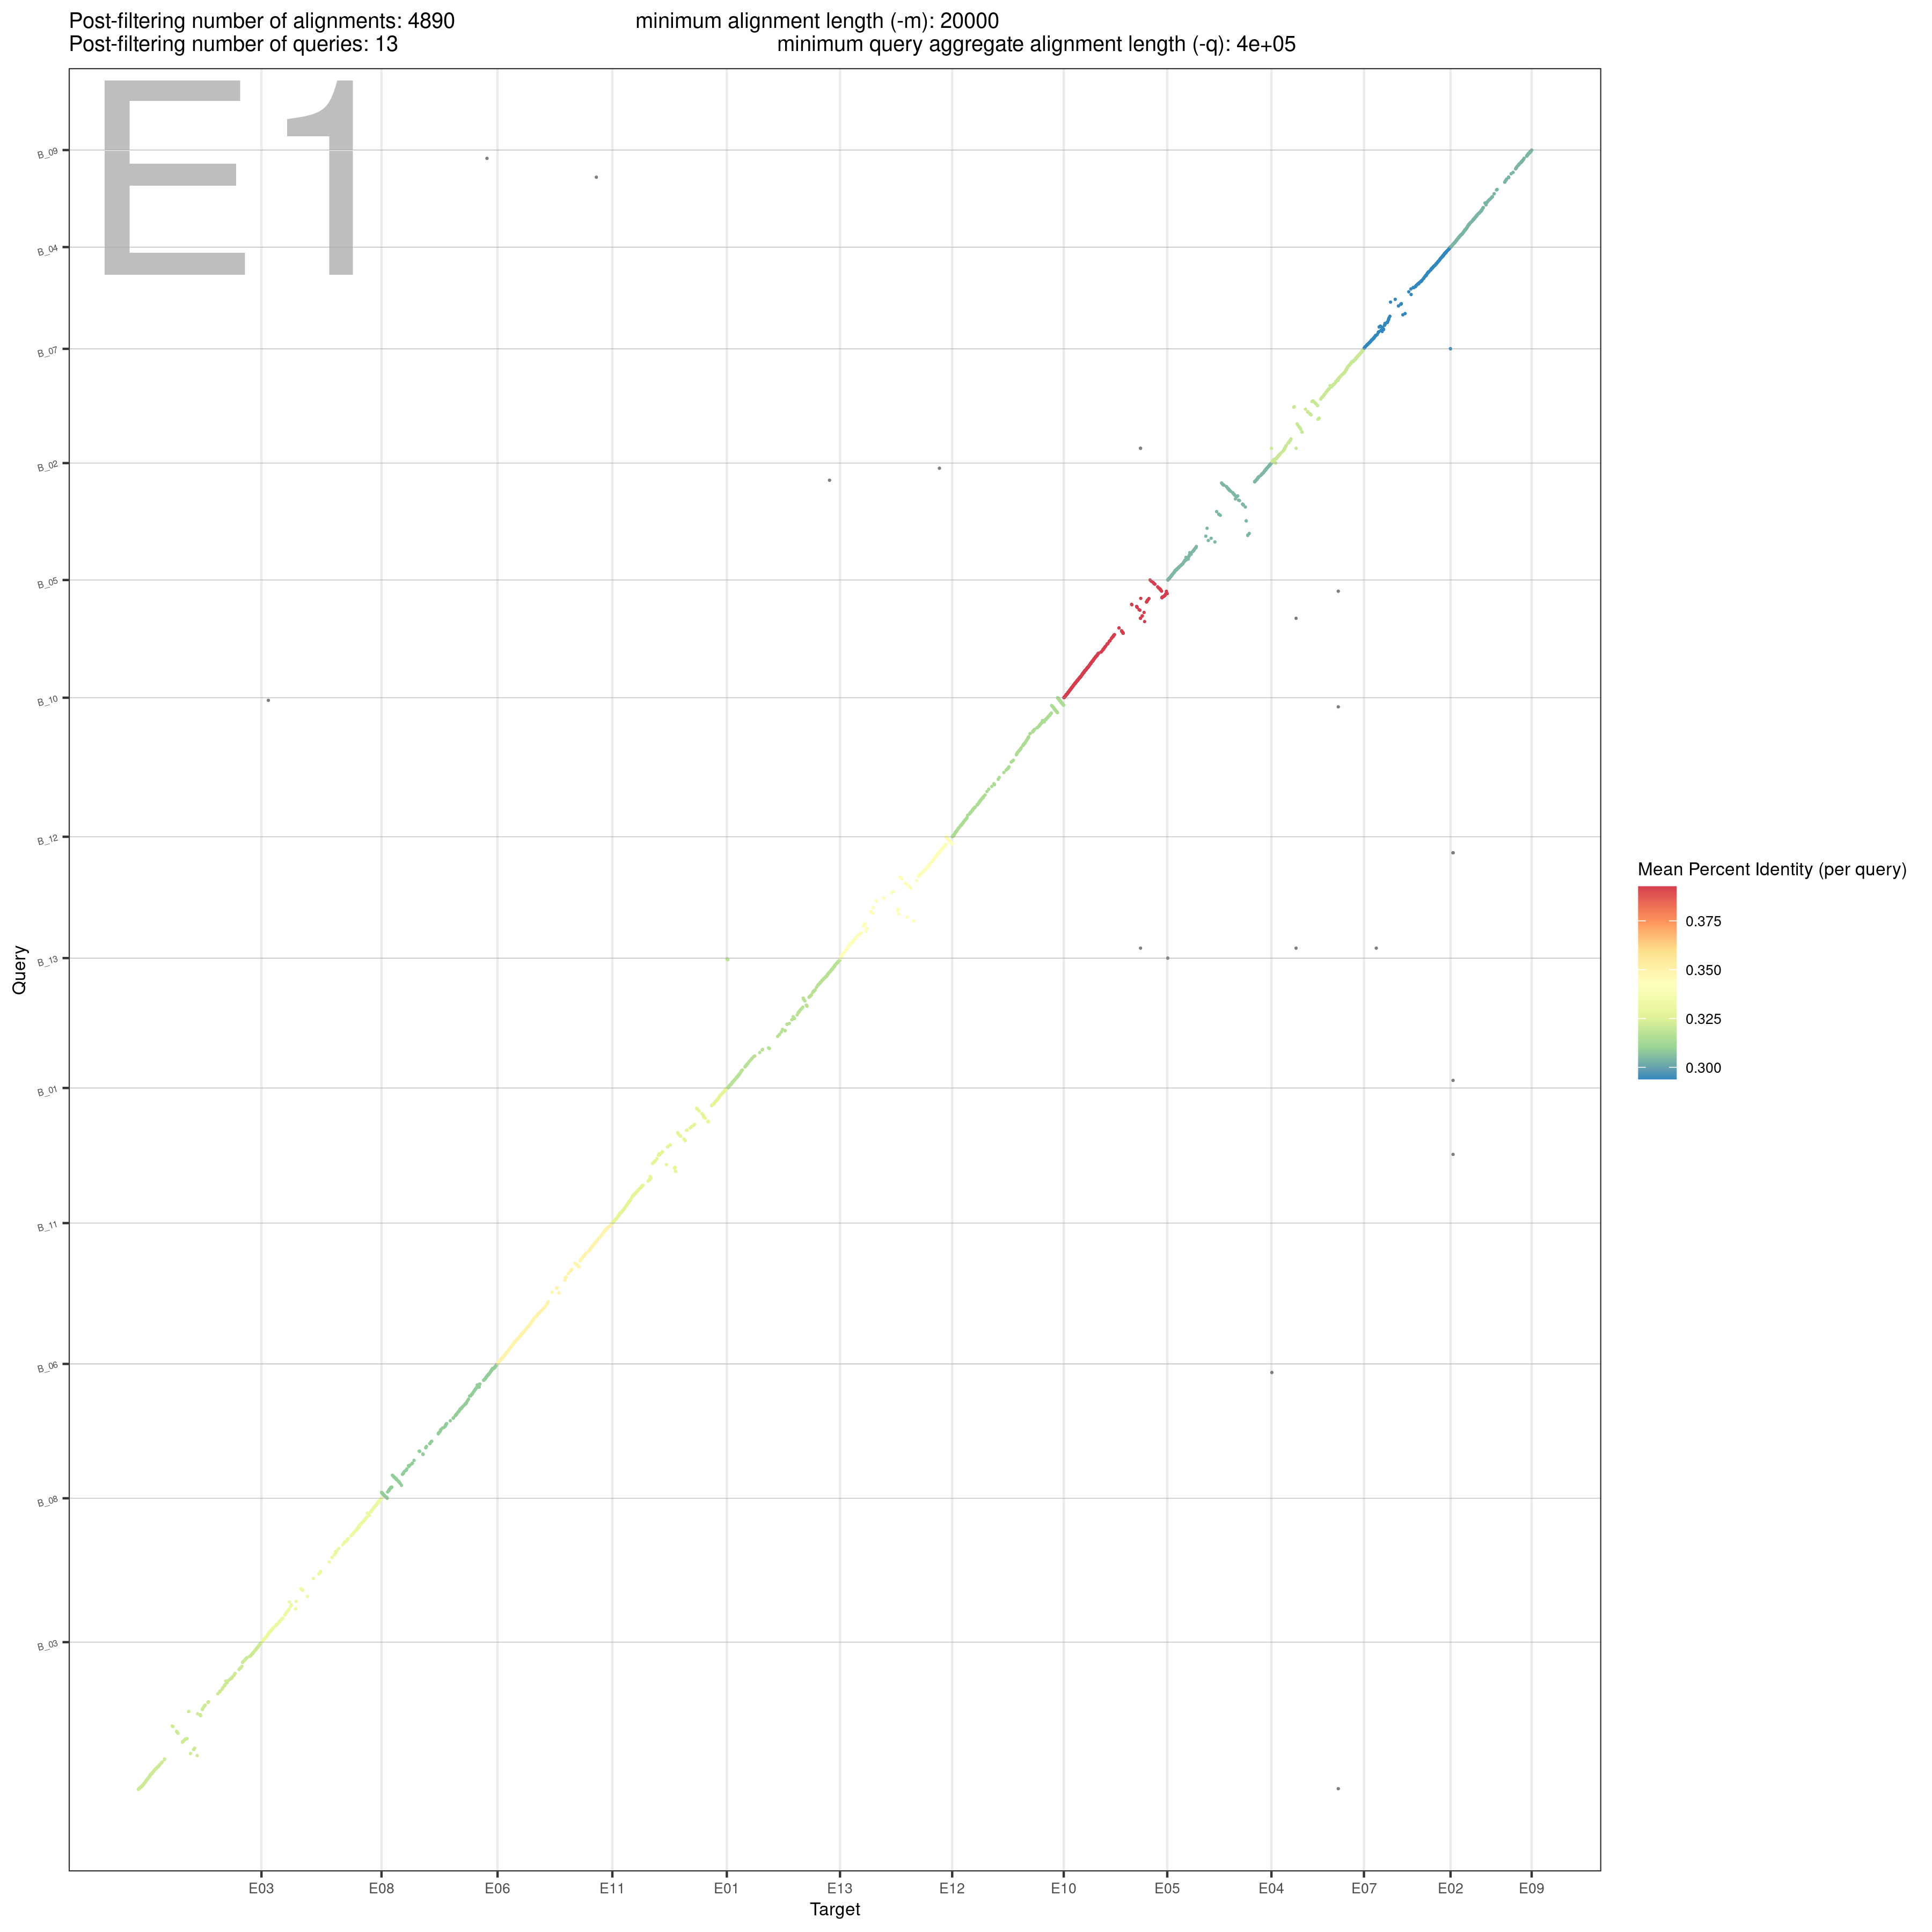 Post-filtering number of alignments: 4890 minimum alignment length (-m): 20000
Post-filtering number of queries: 13 minimum query aggregate alignment length (-q): 4e+05
E1
B_09
B_04
B_07
B_02
B_05
B_10
B_12
B_13
B_01
B_11
B_06
B_08
B_03
Query
E03 E08 E06 E11 E01 E13 E12 E10 E05 E04 E07 E02 E09
Target
Mean Percent Identity (per query)
0.375
0.350
0.325
0.300